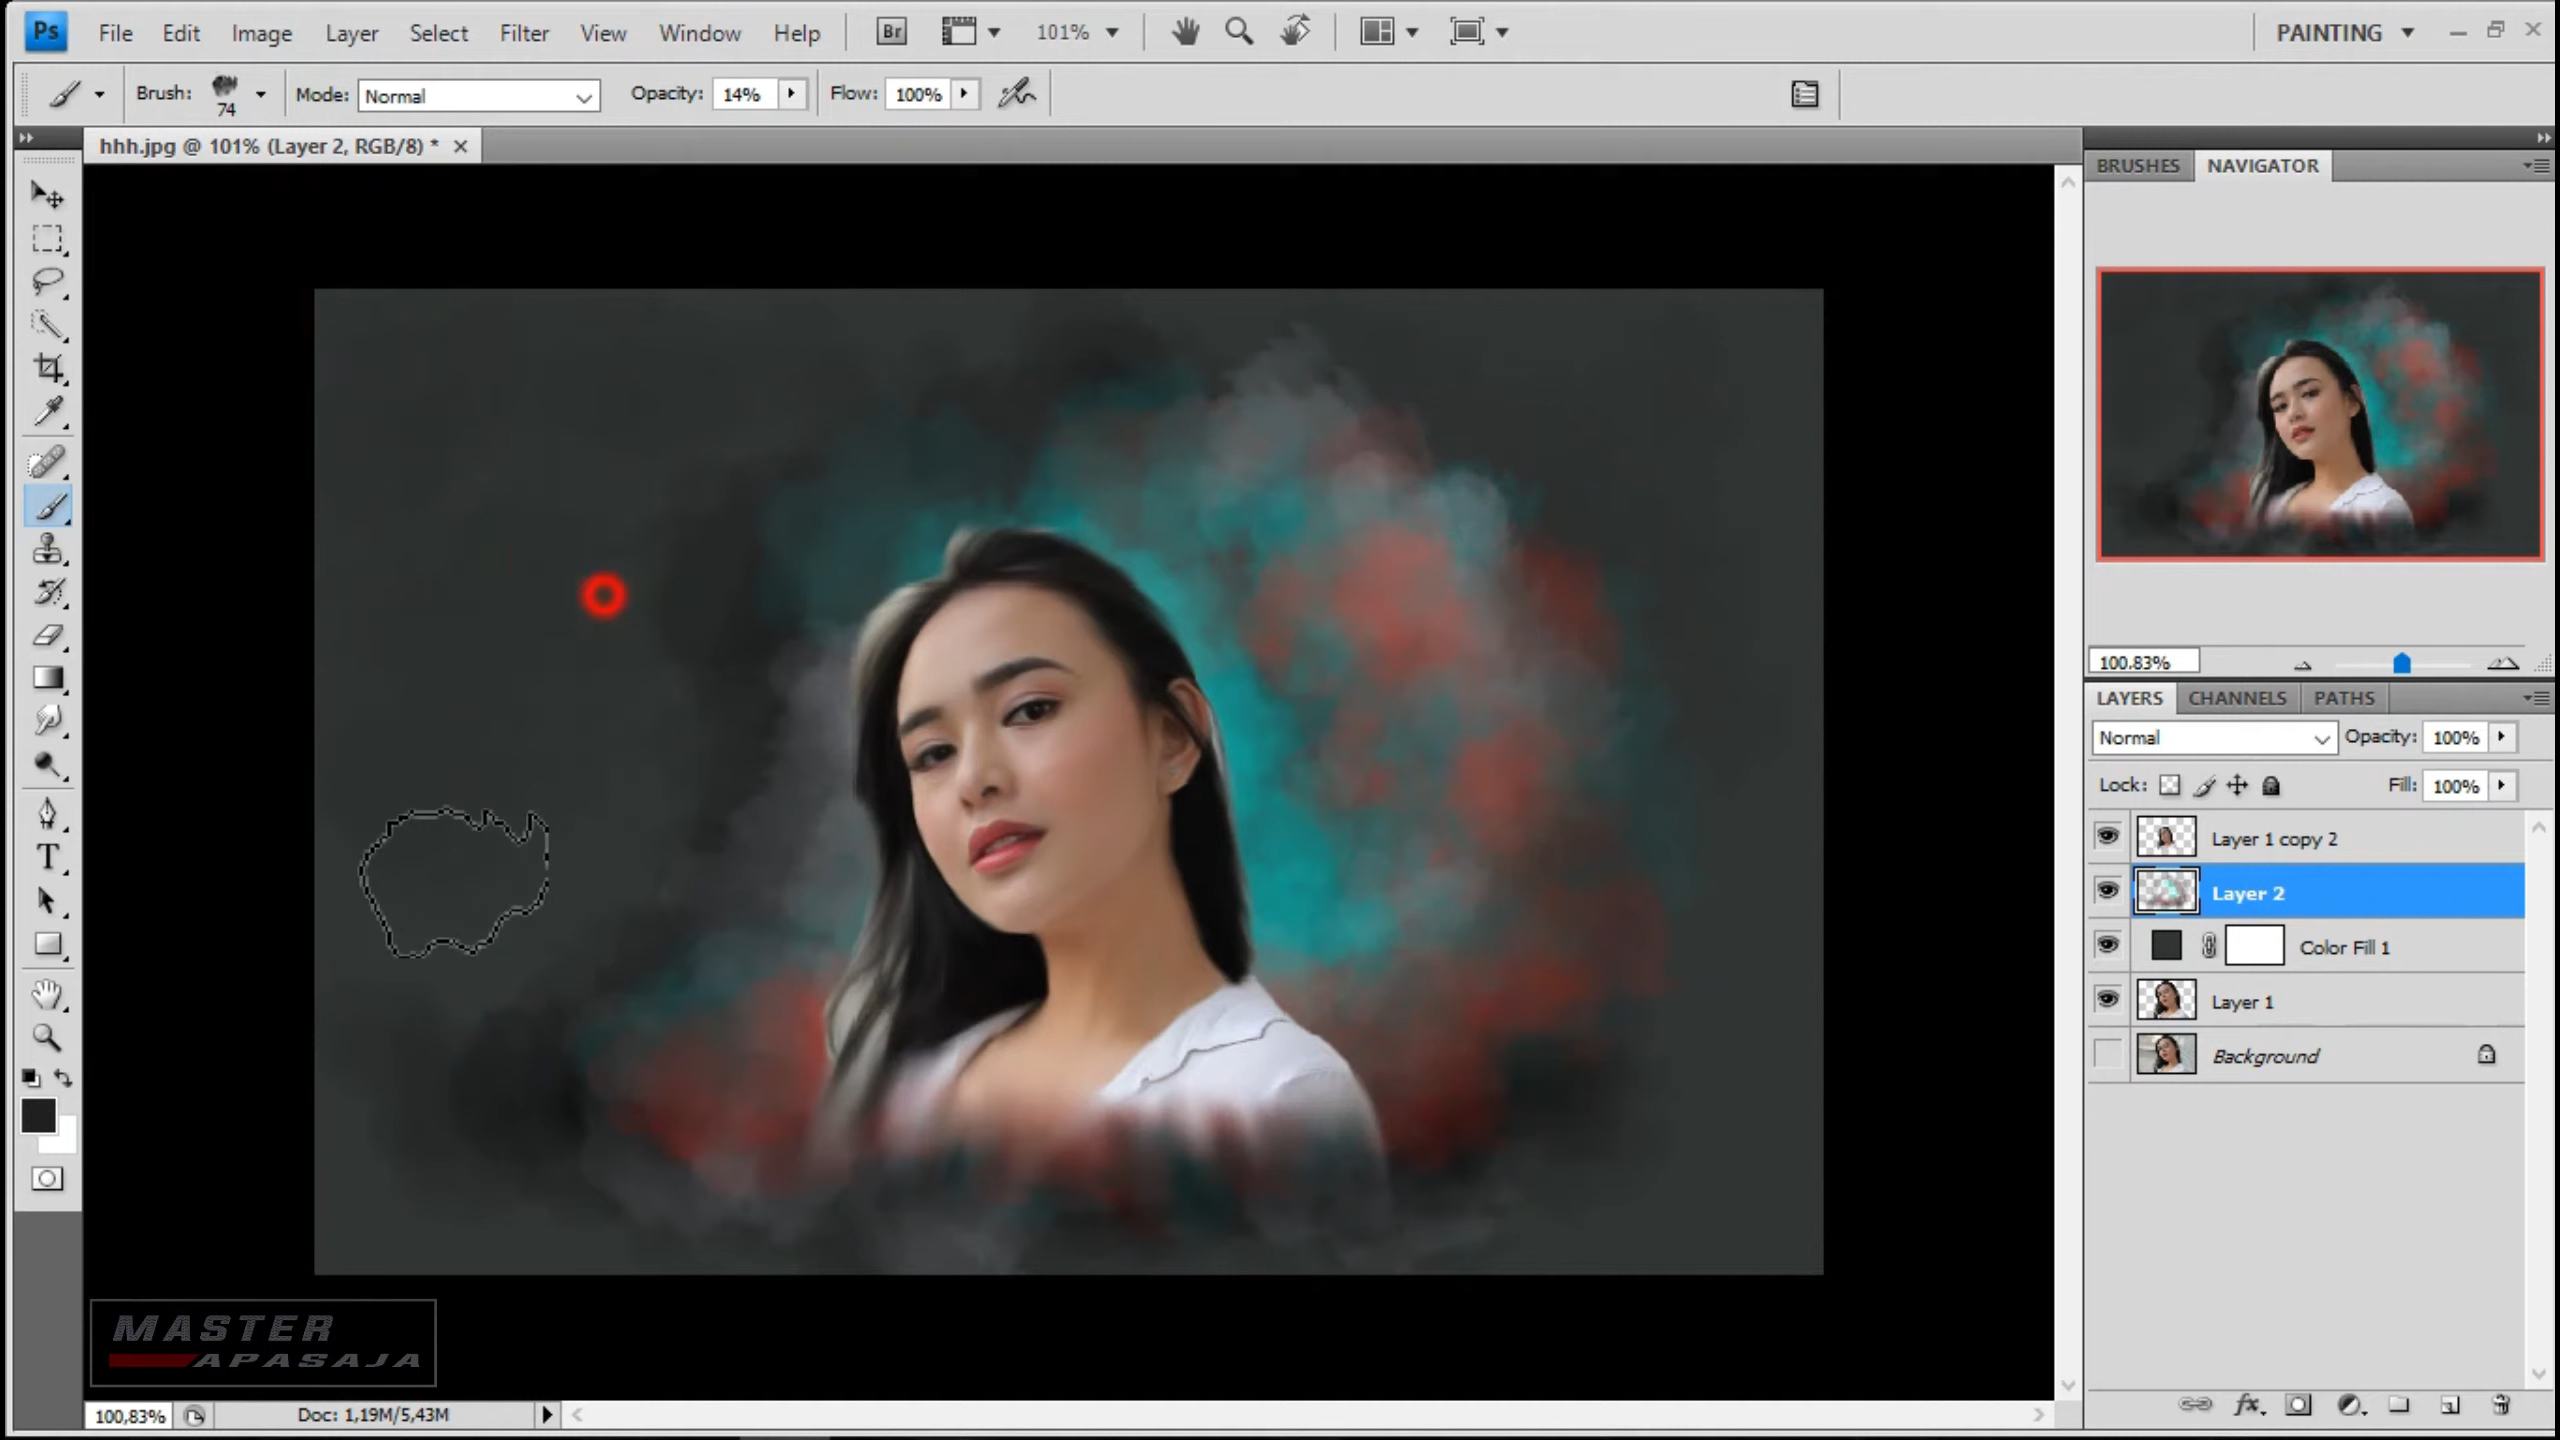 Ps File Edit Image Layer Select Filter View Window Help Br 101% PAINTING
Brush: 74 Mode: Normal Opacity: 14% Flow: 100%
hhh.jpg @ 101% (Layer 2, RGB/8) *
BRUSHES NAVIGATOR
100.83%
LAYERS CHANNELS PATHS
Normal Opacity: 100%
Lock: Fill: 100%
Layer 1 copy 2
Layer 2
Color Fill 1
Layer 1
Background
T
MASTER
APASAJA
100,83% Doc: 1,19M/5,43M
fx